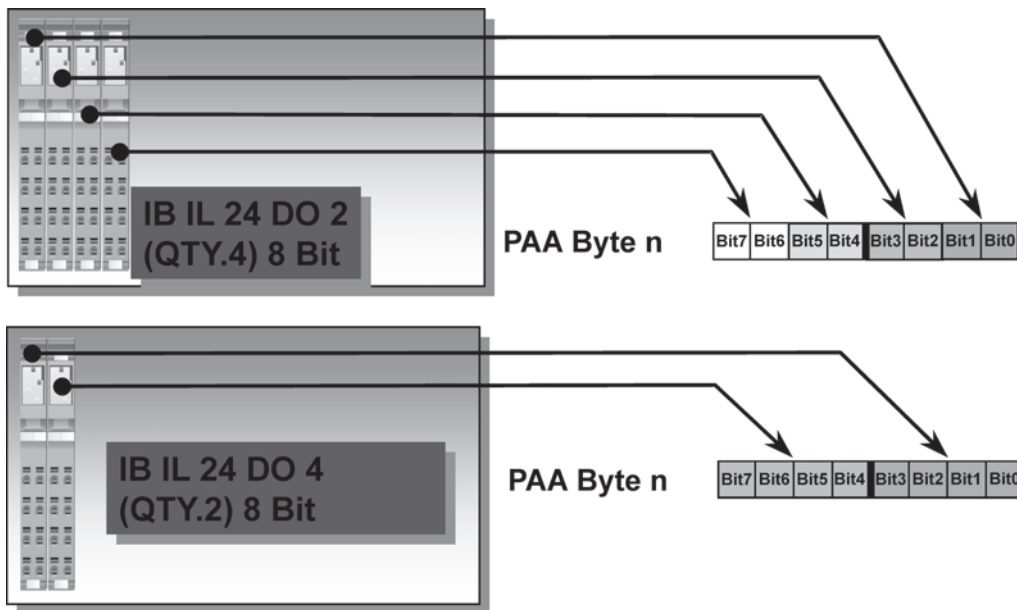 IB IL 24 DO 2
(QTY.4) 8 Bit
PAA Byte n
Bit7 Bit6 Bit5 Bit4 Bit3 Bit2 Bit1 Bit0
IB IL 24 DO 4
(QTY.2) 8 Bit
PAA Byte n
Bit7 Bit6 Bit5 Bit4 Bit3 Bit2 Bit1 Bit0